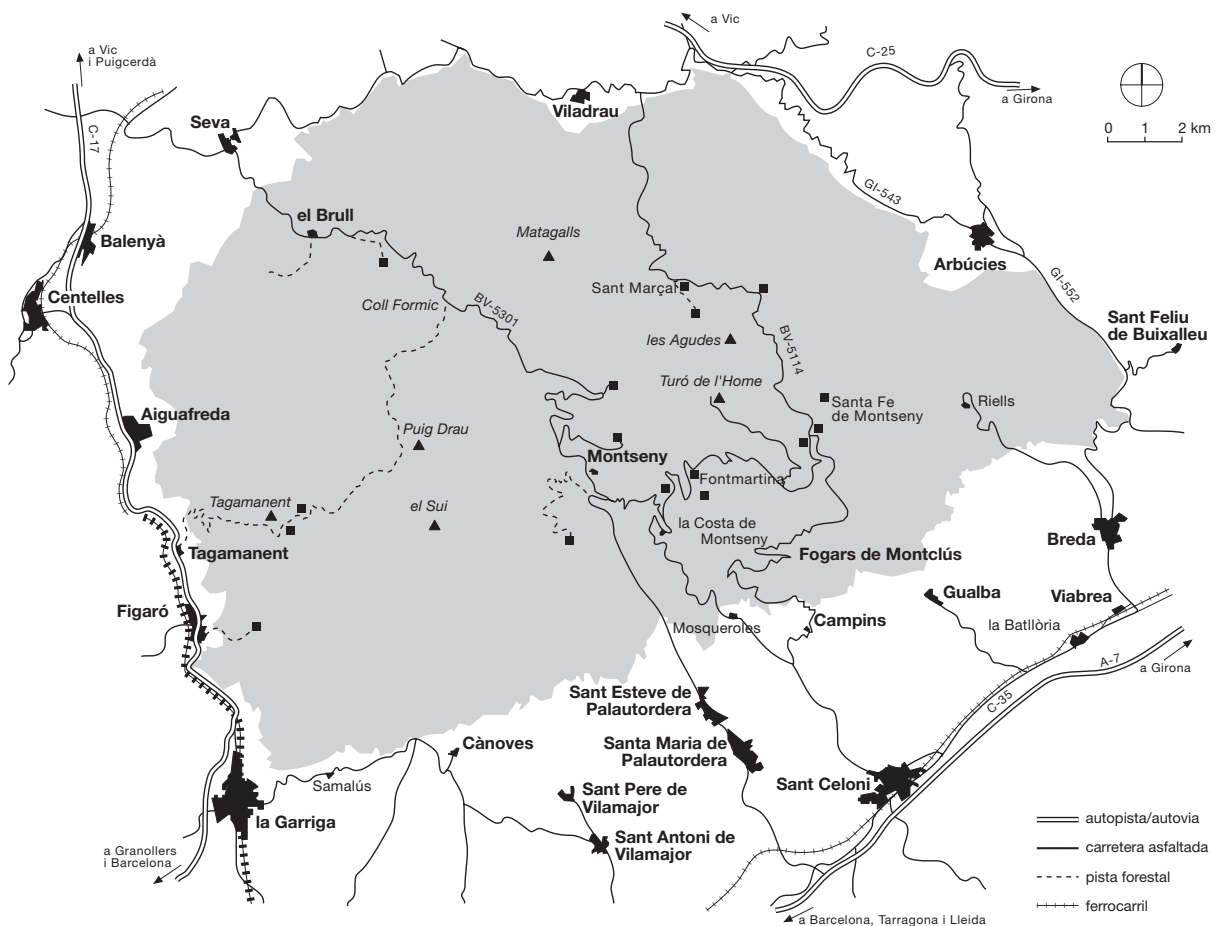 a Vic
a Vic
i Puigcerdà
C-25
a Girona
C-17
Seva
Viladrau
0 1 2 km
GI-543
el Brull
Balenyà
Matagalls
Arbúcies
GI-552
Centelles
Coll Formic
BV-5301
Sant Marçal
Sant Feliu
de Buixalleu
les Agudes
BV-5114
Turó de l'Home
Santa Fe
de Montseny
Riells
Aiguafreda
Puig Drau
Montseny
Fontmartina
Tagamanent
el Sui
la Costa de
Montseny
Breda
Tagamanent
Fogars de Montclús
Figaró
Gualba
Viabrea
Mosqueroles
Campins
la Batllòria
a Girona
A-7
C-35
Sant Esteve de
Palautordera
Santa Maria de
Palautordera
Cànoves
Samalús
Sant Celoni
Sant Pere de
Vilamajor
la Garriga
Sant Antoni de
Vilamajor
a Granollers
i Barcelona
a Barcelona, Tarragona i Lleida
autopista/autovia
carretera asfaltada
pista forestal
ferrocarril